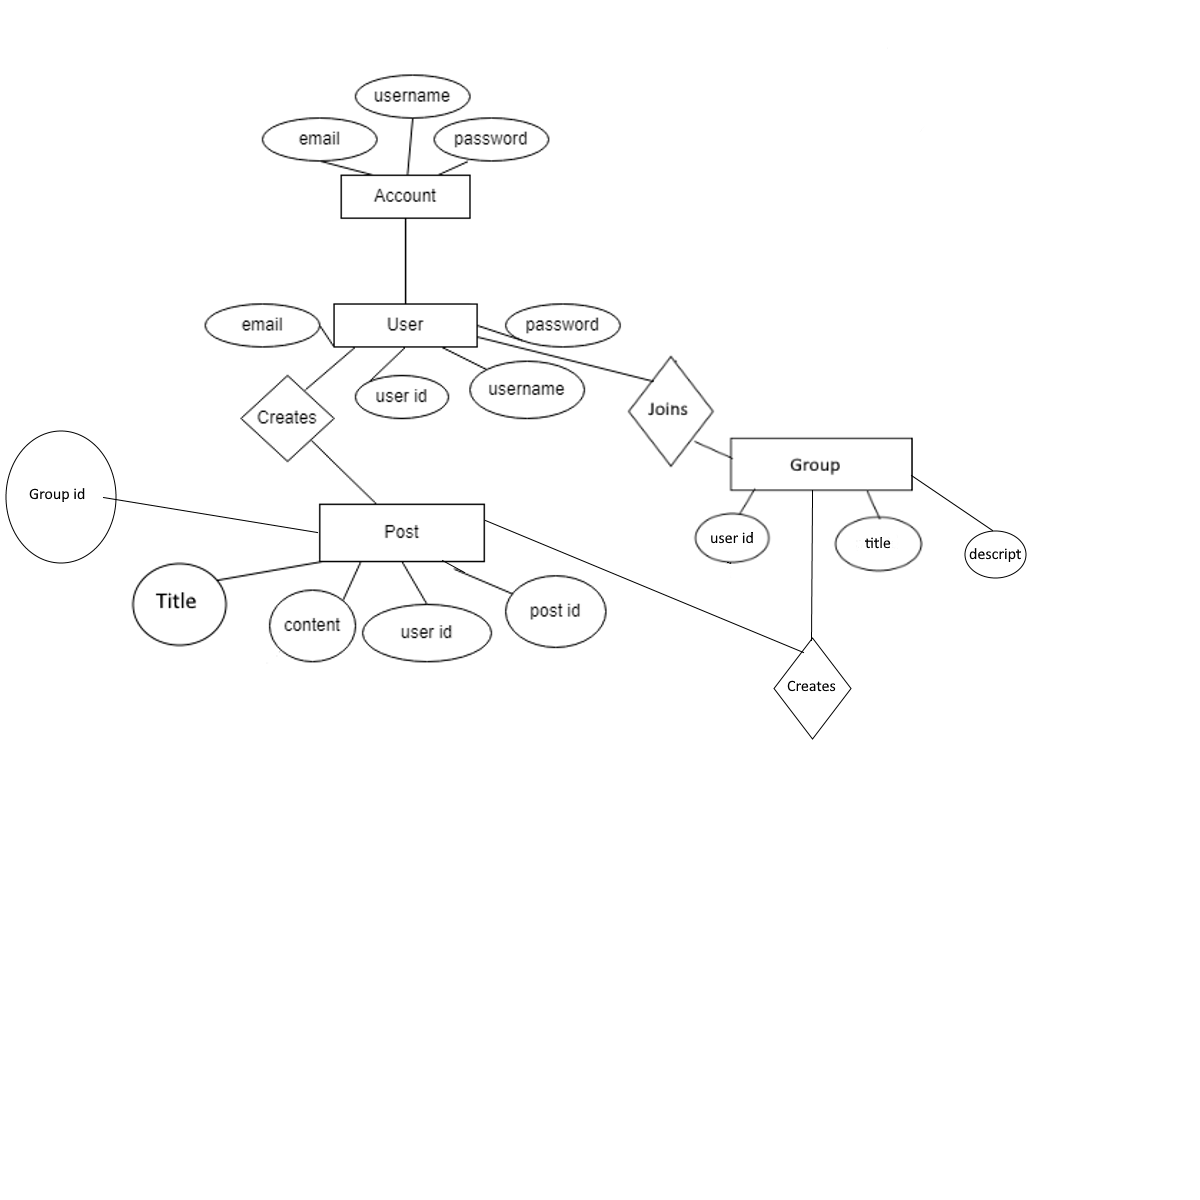 username
email
password
Account
email
User
password
user id
username
Creates
Joins
Group
Group id
Post
user id
title
descript
Title
content
user id
post id
Creates